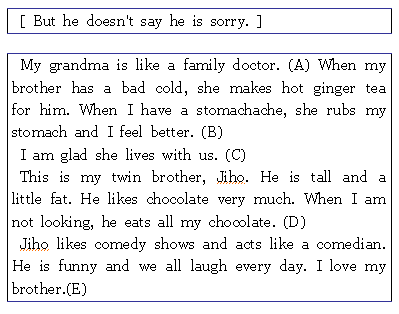 [ But he doesn't say he is sorry. ]
My grandma is like a family doctor. (A) When my
brother has a bad cold, she makes hot ginger tea
for him. When I have a stomachache, she rubs my
stomach and I feel better. (B)
I am glad she lives with us. (C)
This is my twin brother, Jiho. He is tall and a
little fat. He likes chocolate very much. When I am
not looking, he eats all my chocolate. (D)
Jiho likes comedy shows and acts like a comedian.
He is funny and we all laugh every day. I love my
brother.(E)